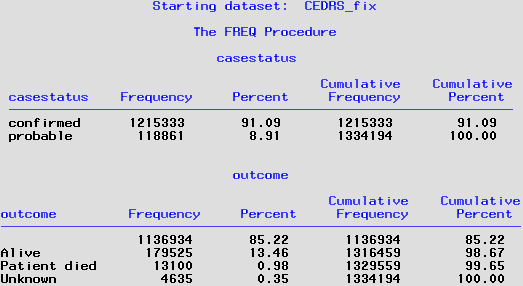 Starting dataset: CEDRS_fix
The FREQ Procedure
casestatus
Cumulative Cumulative
casestatus Frequency Percent Frequency Percent
confirmed 1215333 91.09 1215333 91.09
probable 118861 8.91 1334194 100.00
outcome
Cumulative Cumulative
outcome Frequency Percent Frequency Percent
1136934 85.22 1136934 85.22
Alive 179525 13.46 1316459 98.67
Patient died 13100 0.98 1329559 99.65
Unknown 4635 0.35 1334194 100.00